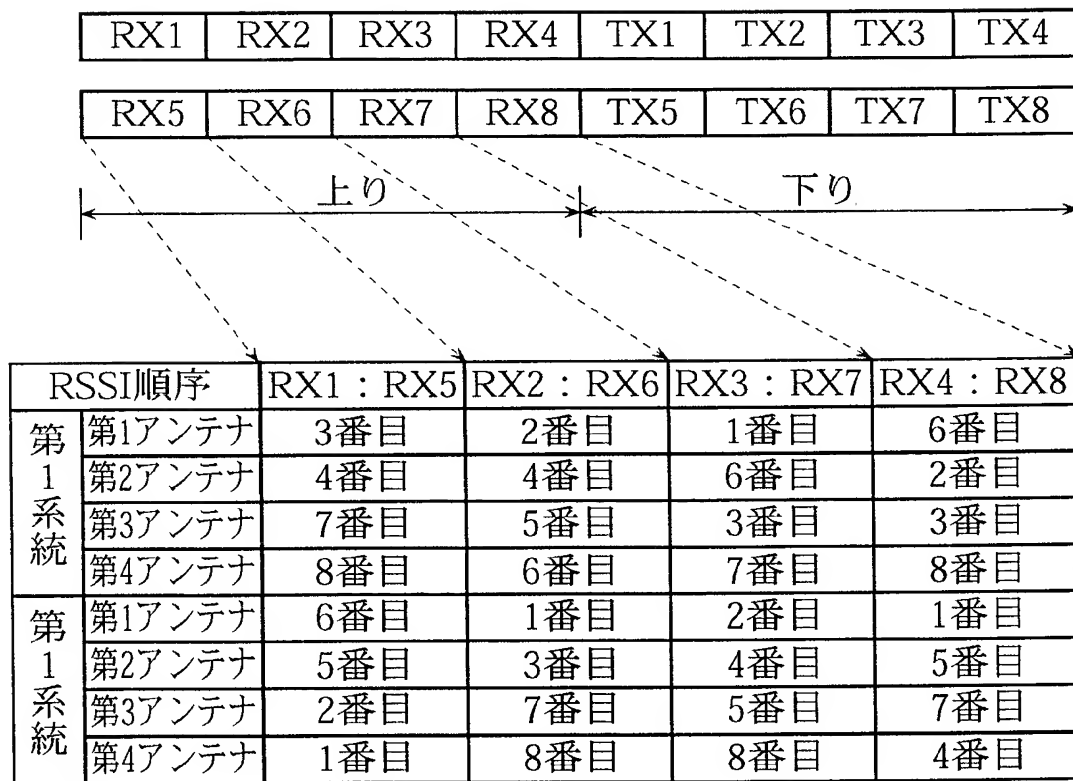 RX1 RX2 RX3 RX4 TX1 TX2 TX3 TX4
RX5 RX6 RX7 RX8 TX5 TX6 TX7 TX8
上り 下り
RSSI順序 RX1：RX5 RX2：RX6 RX3：RX7 RX4：RX8
第1系統
第1アンテナ 3番目 2番目 1番目 6番目
第2アンテナ 4番目 4番目 6番目 2番目
第3アンテナ 7番目 5番目 3番目 3番目
第4アンテナ 8番目 6番目 7番目 8番目
第1系統
第1アンテナ 6番目 1番目 2番目 1番目
第2アンテナ 5番目 3番目 4番目 5番目
第3アンテナ 2番目 7番目 5番目 7番目
第4アンテナ 1番目 8番目 8番目 4番目